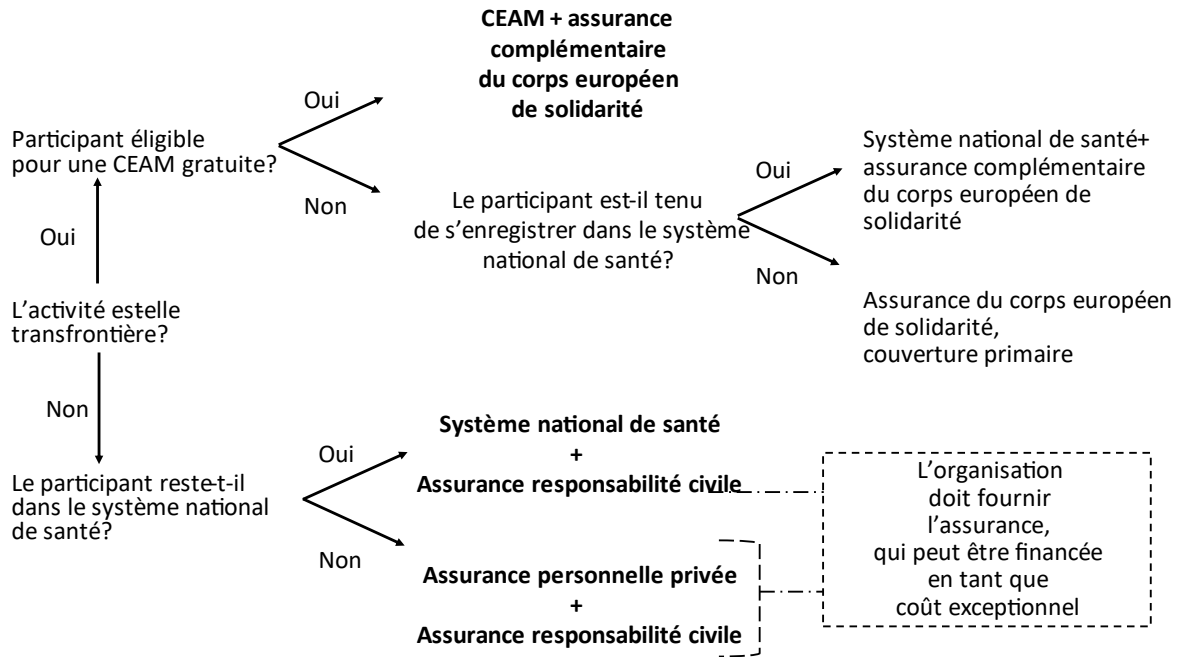 CEAM + assurance
complémentaire
du corps européen
de solidarité
Oui
Participant éligible
pour une CEAM gratuite?
Non
Le participant est-il tenu
de s’enregistrer dans le système
national de santé?
Oui
Système national de santé+
assurance complémentaire
du corps européen de
solidarité
Non
Assurance du corps européen
de solidarité,
couverture primaire
Oui
L’activité estelle
transfrontière?
Non
Le participant reste-t-il
dans le système national
de santé?
Oui
Système national de santé
+
Assurance responsabilité civile
Non
Assurance personnelle privée
+
Assurance responsabilité civile
L’organisation
doit fournir
l’assurance,
qui peut être financée
en tant que
coût exceptionnel